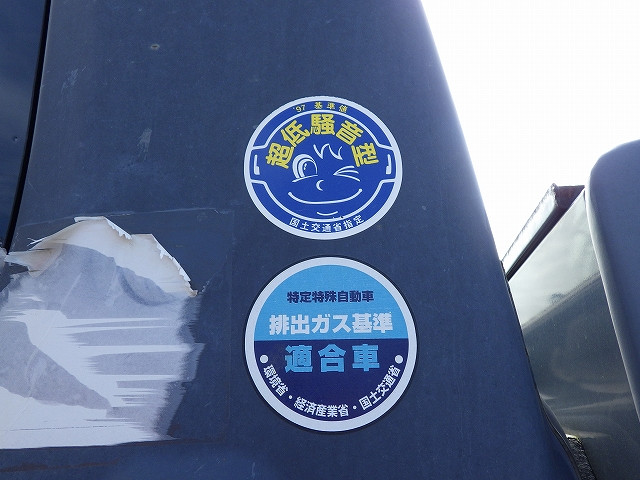 '97 基準値
超低騒音型
国土交通省指定
特定特殊自動車
排出ガス基準
適合車
・環境省・経済産業省・国土交通省・